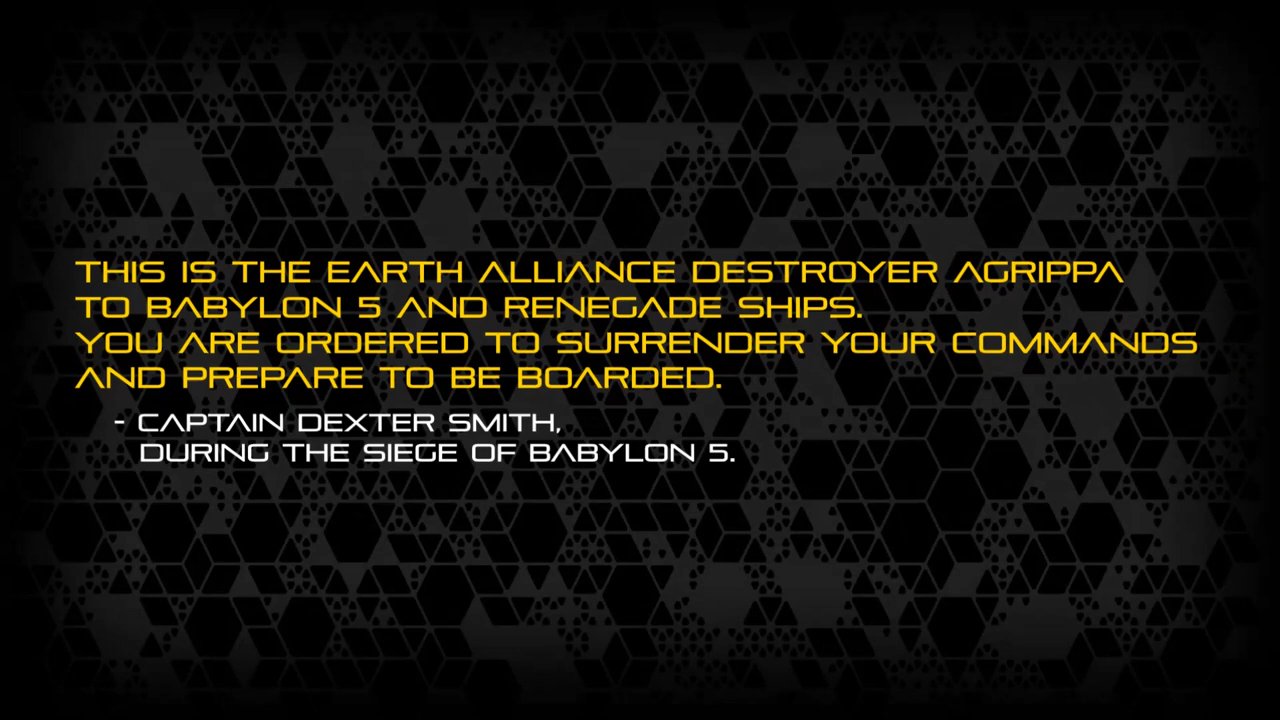 THIS IS THE EARTH ALLIANCE DESTROYER AGRIPPA
TO BABYLON 5 AND RENEGADE SHIPS.
YOU ARE ORDERED TO SURRENDER YOUR COMMANDS
AND PREPARE TO BE BOARDED.
- CAPTAIN DEXTER SMITH,
DURING THE SIEGE OF BABYLON 5.